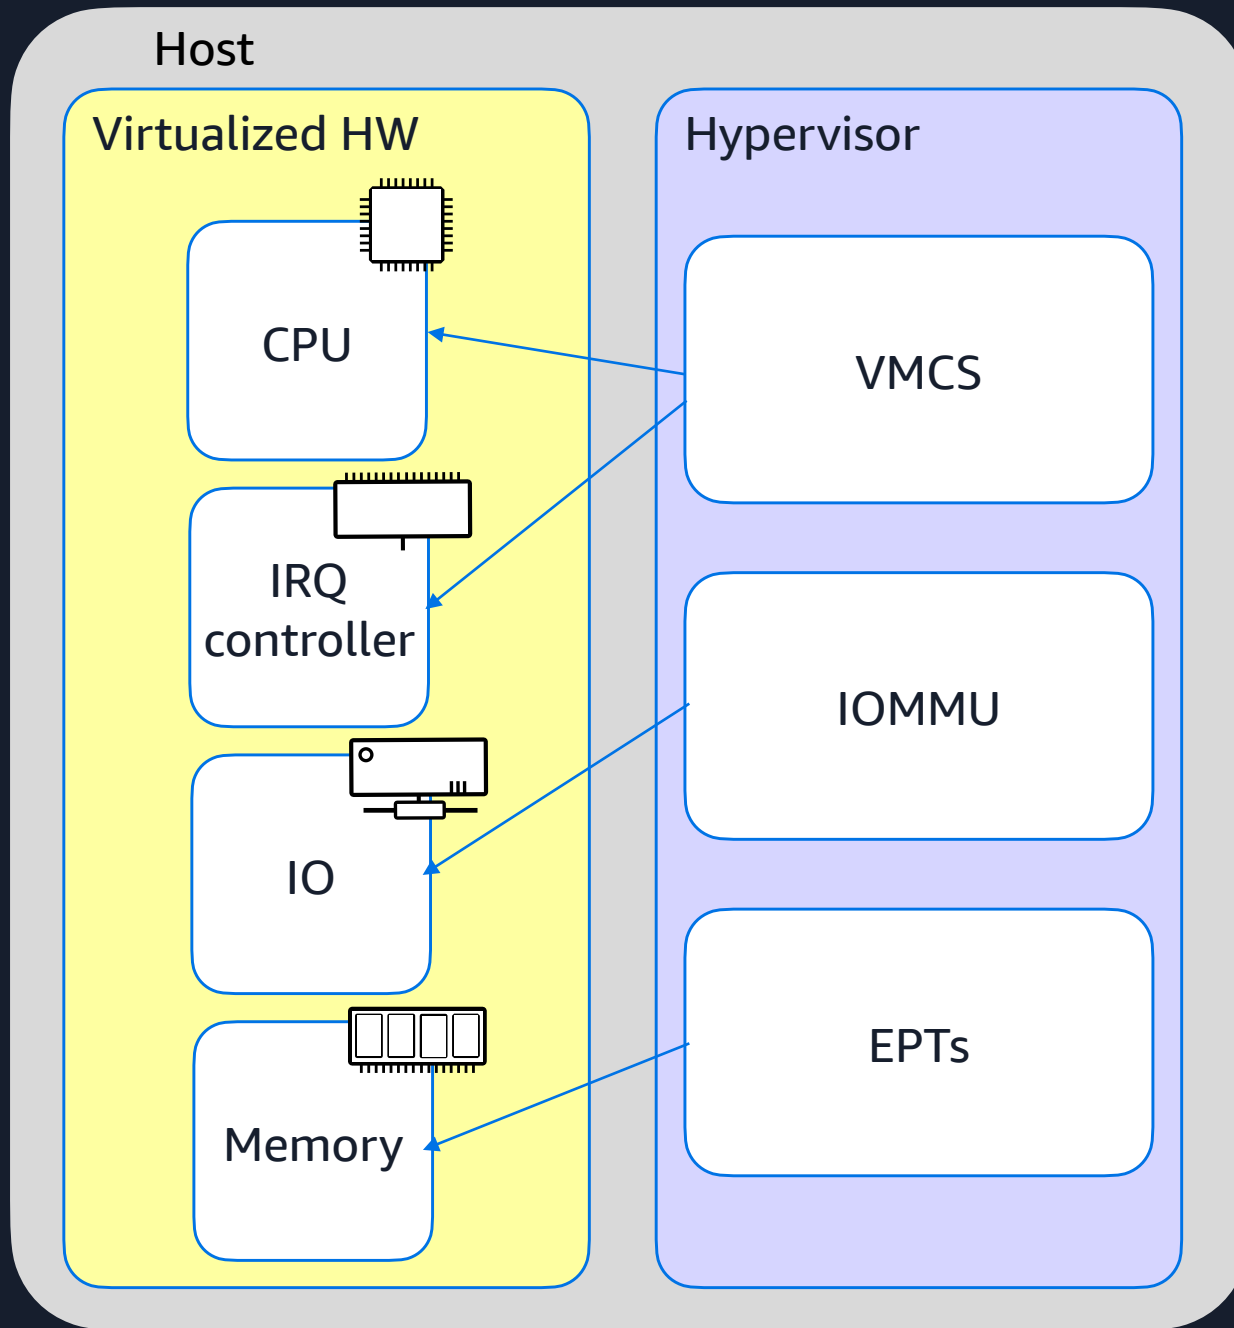 Host
Virtualized HW
CPU
IRQ
controller
IO
Memory
Hypervisor
VMCS
IOMMU
EPTs